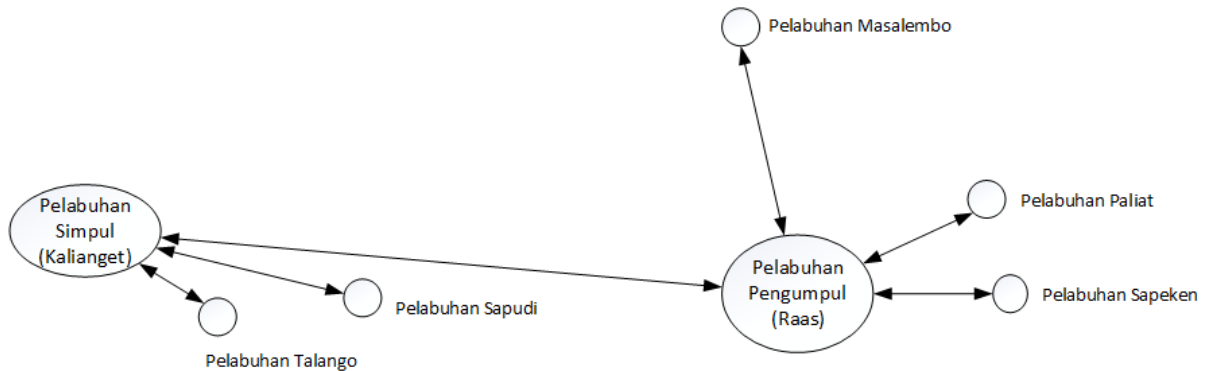 Pelabuhan Masalembo
Pelabuhan
Simpul
(Kalianget)
Pelabuhan Paliat
Pelabuhan
Pengumpul
(Raas)
Pelabuhan Sapeken
Pelabuhan Sapudi
Pelabuhan Talango